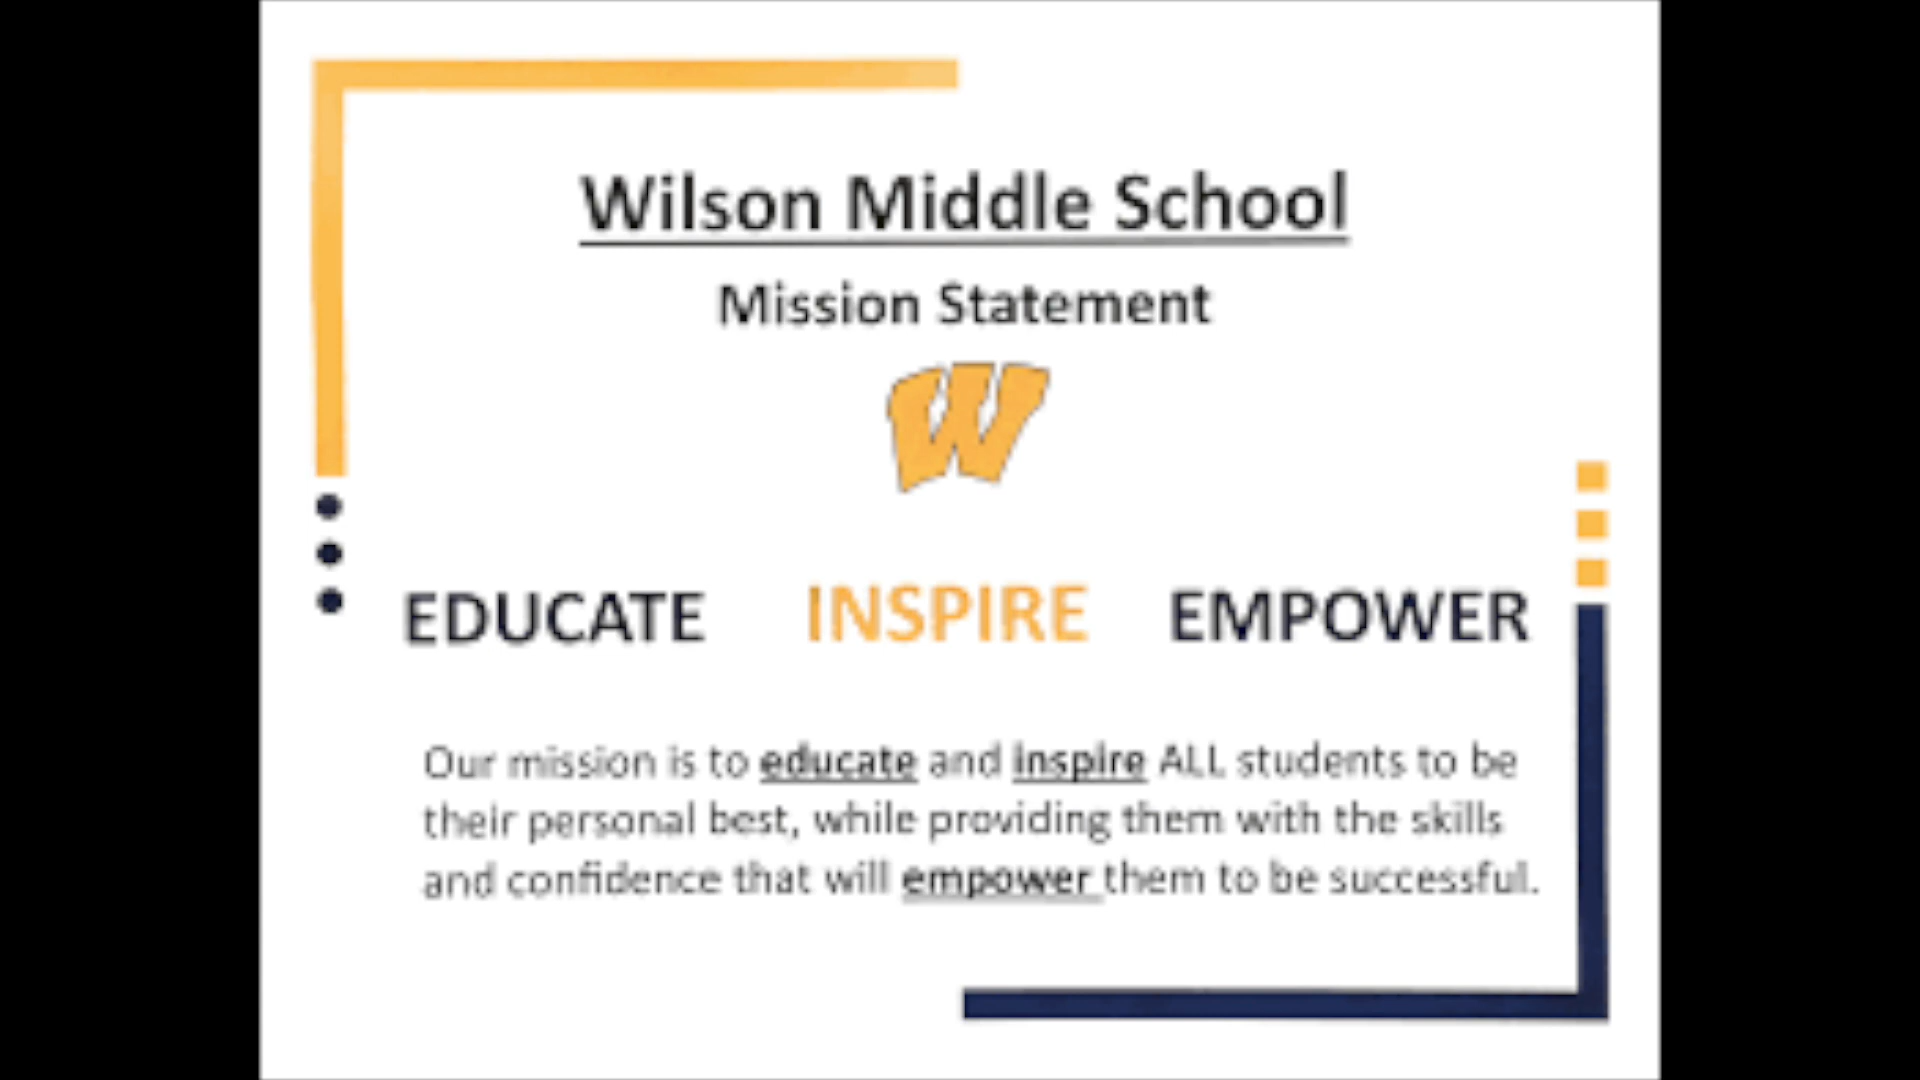 Wilson Middle School
Mission Statement
W
EDUCATE INSPIRE EMPOWER
Our mission is to educate and inspire ALL students to be
their personal best, while providing them with the skills
and confidence that will empower them to be successful.